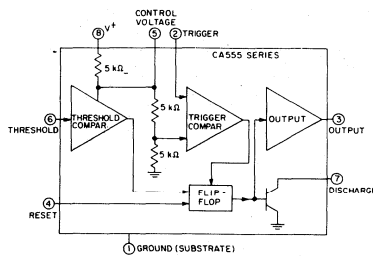 CONTROL
VOLTAGE
⑧ V+
⑤
② TRIGGER
CA555 SERIES
5 kΩ
5 kΩ
5 kΩ
⑥
THRESHOLD
THRESHOLD
COMPAR.
TRIGGER
COMPAR
OUTPUT
③
OUTPUT
⑦
DISCHARGE
FLIP-
FLOP
④
RESET
① GROUND (SUBSTRATE)